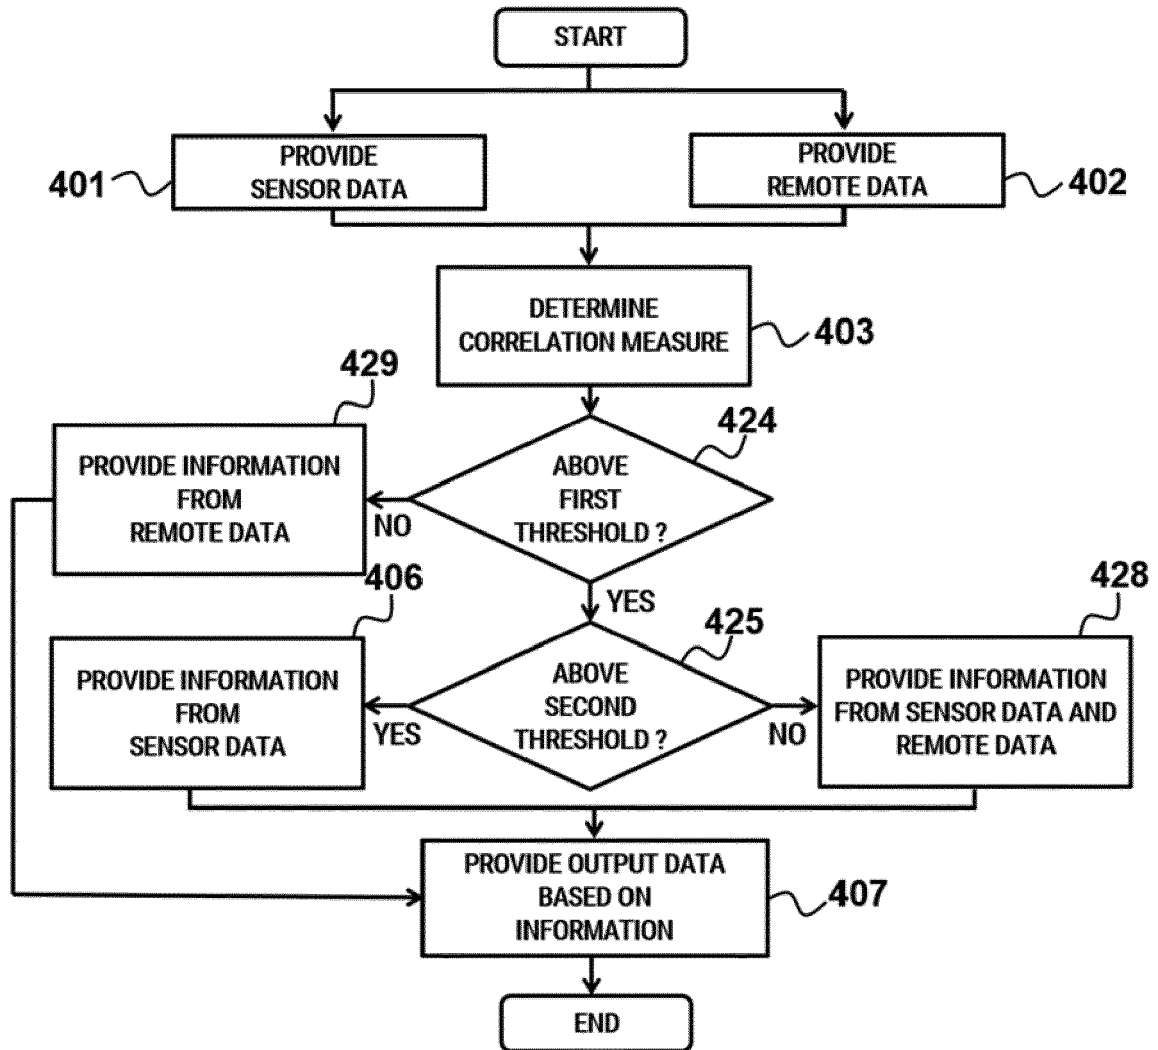 START
PROVIDE
SENSOR DATA
401
PROVIDE
REMOTE DATA
402
DETERMINE
CORRELATION MEASURE
403
429
PROVIDE INFORMATION
FROM
REMOTE DATA
424
ABOVE
FIRST
THRESHOLD ?
NO
YES
406
PROVIDE INFORMATION
FROM
SENSOR DATA
425
ABOVE
SECOND
THRESHOLD ?
YES
NO
428
PROVIDE INFORMATION
FROM SENSOR DATA AND
REMOTE DATA
PROVIDE OUTPUT DATA
BASED ON
INFORMATION
407
END